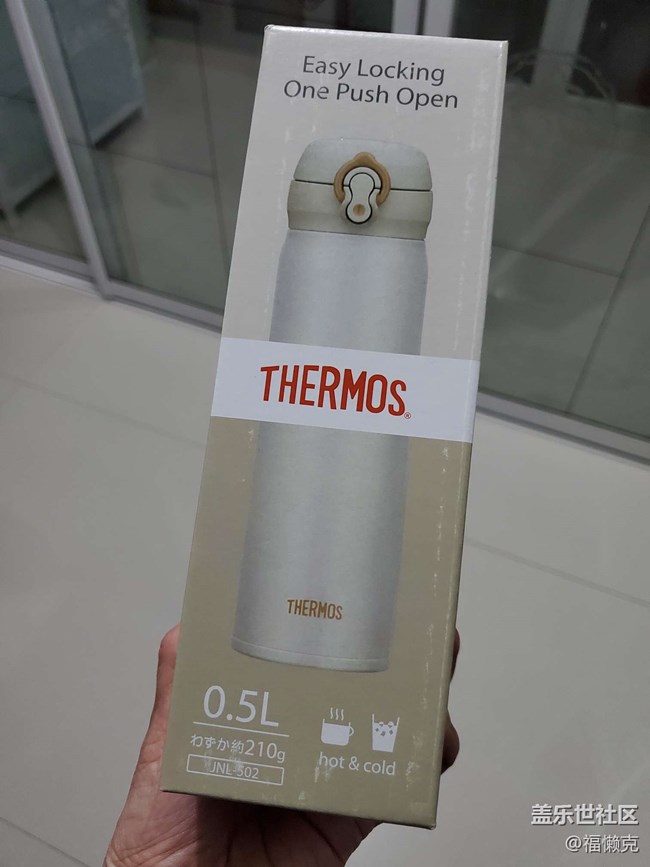 Easy Locking
One Push Open
THERMOS®
THERMOS
0.5L
わずか約210g
JNL-502
hot & cold
盖乐世社区
@福懒克